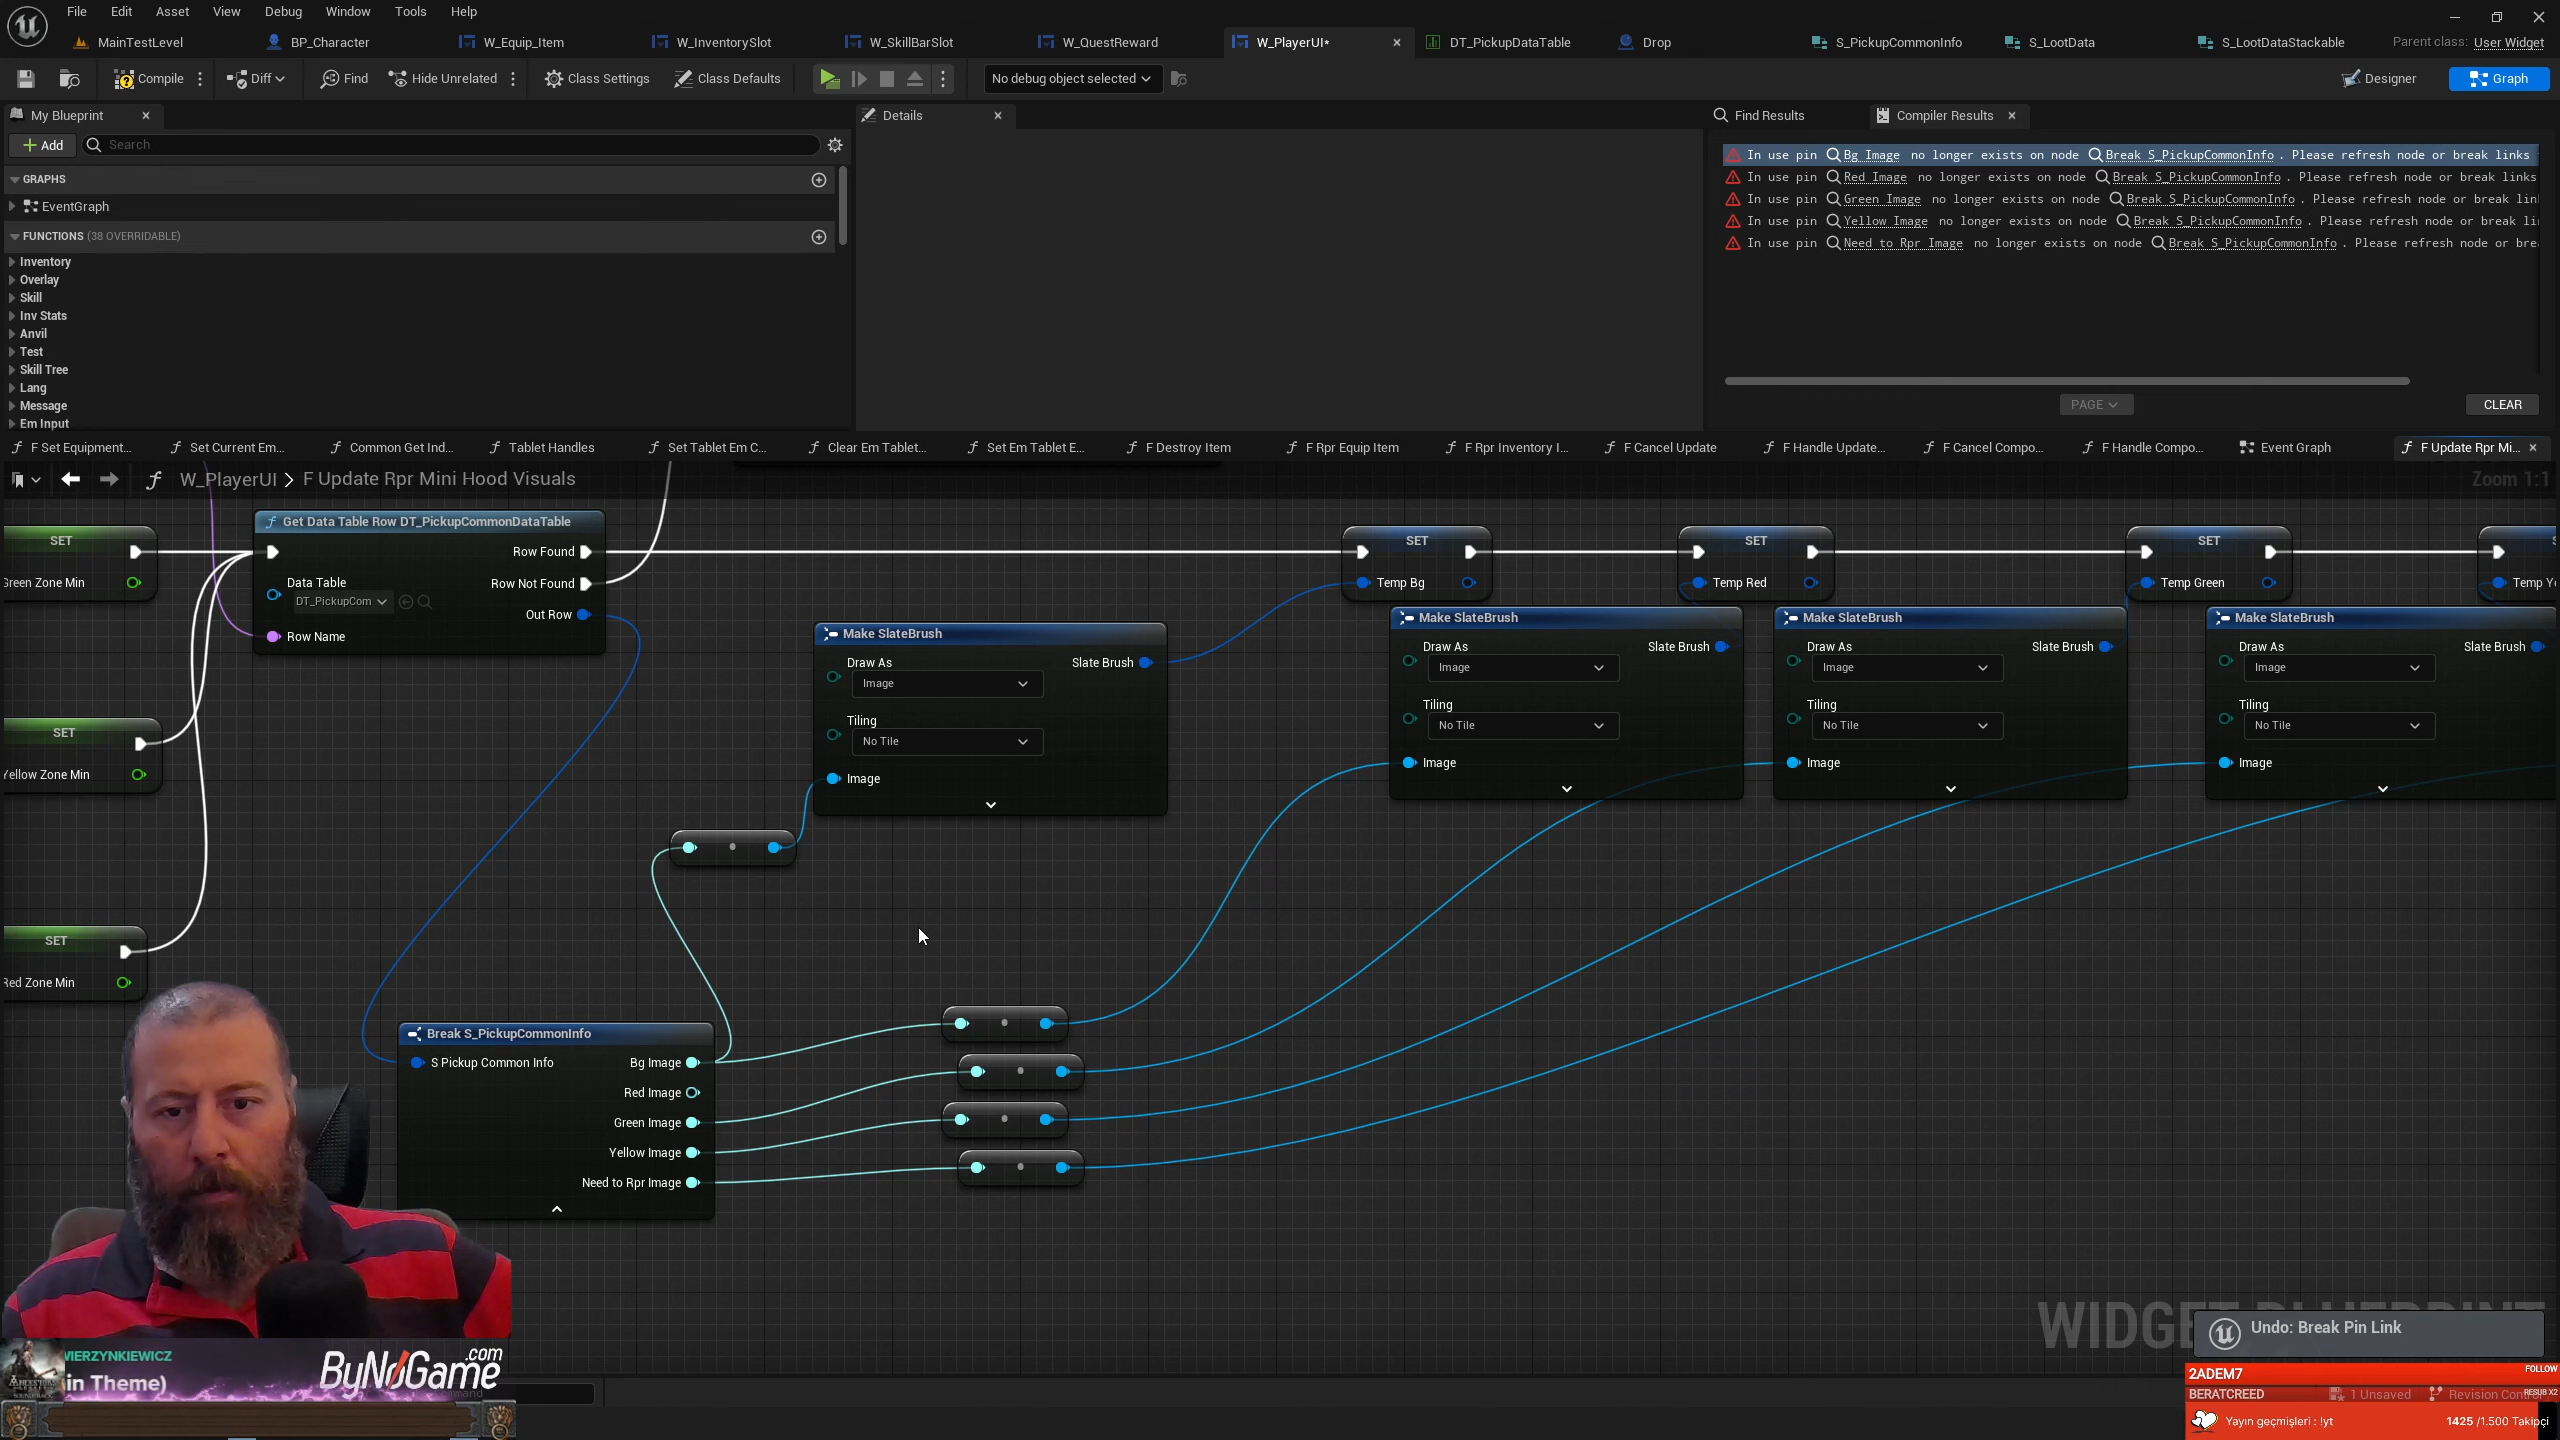 File Edit Asset View Debug Window Tools Help
MainTestLevel BP_Character W_Equip_Item W_InventorySlot W_SkillBarSlot W_QuestReward W_PlayerUI* DT_PickupDataTable Drop S_PickupCommonInfo S_LootData S_LootDataStackable Parent class: User Widget
Compile Diff Find Hide Unrelated Class Settings Class Defaults No debug object selected Designer Graph
My Blueprint Details Find Results Compiler Results
Add Search
GRAPHS
EventGraph
FUNCTIONS (38 OVERRIDABLE)
Inventory
Overlay
Skill
Inv Stats
Anvil
Test
Skill Tree
Lang
Message
Em Input
In use pin Bg Image no longer exists on node Break S_PickupCommonInfo . Please refresh node or break links
In use pin Red Image no longer exists on node Break S_PickupCommonInfo . Please refresh node or break links
In use pin Green Image no longer exists on node Break S_PickupCommonInfo . Please refresh node or break lin
In use pin Yellow Image no longer exists on node Break S_PickupCommonInfo . Please refresh node or break li
In use pin Need to Rpr Image no longer exists on node Break S_PickupCommonInfo . Please refresh node or bre
PAGE CLEAR
F Set Equipment... Set Current Em... Common Get Ind... Tablet Handles Set Tablet Em C... Clear Em Tablet... Set Em Tablet E... F Destroy Item F Rpr Equip Item F Rpr Inventory I... F Cancel Update F Handle Update... F Cancel Compo... F Handle Compo... Event Graph F Update Rpr Mi...
W_PlayerUI > F Update Rpr Mini Hood Visuals Zoom 1:1
SET
Green Zone Min
SET
Yellow Zone Min
SET
Red Zone Min
Get Data Table Row DT_PickupCommonDataTable
Row Found
Data Table
DT_PickupCom
Row Not Found
Out Row
Row Name
SET
Temp Bg
SET
Temp Red
SET
Temp Green
Temp Y
Make SlateBrush
Draw As
Image
Slate Brush
Tiling
No Tile
Image
Make SlateBrush
Draw As
Image
Slate Brush
Tiling
No Tile
Image
Make SlateBrush
Draw As
Image
Slate Brush
Tiling
No Tile
Image
Make SlateBrush
Draw As
Image
Slate Brush
Tiling
No Tile
Image
Break S_PickupCommonInfo
S Pickup Common Info
Bg Image
Red Image
Green Image
Yellow Image
Need to Rpr Image
WIDGET BLUEPRINT
Undo: Break Pin Link
WIERZYNKIEWICZ
in Theme)
ByNoGame.com
2ADEM7 FOLLOW
BERATCREED RESUB X2
1 Unsaved Revision Control
Yayın geçmişleri : !yt 1425 /1.500 Takipçi